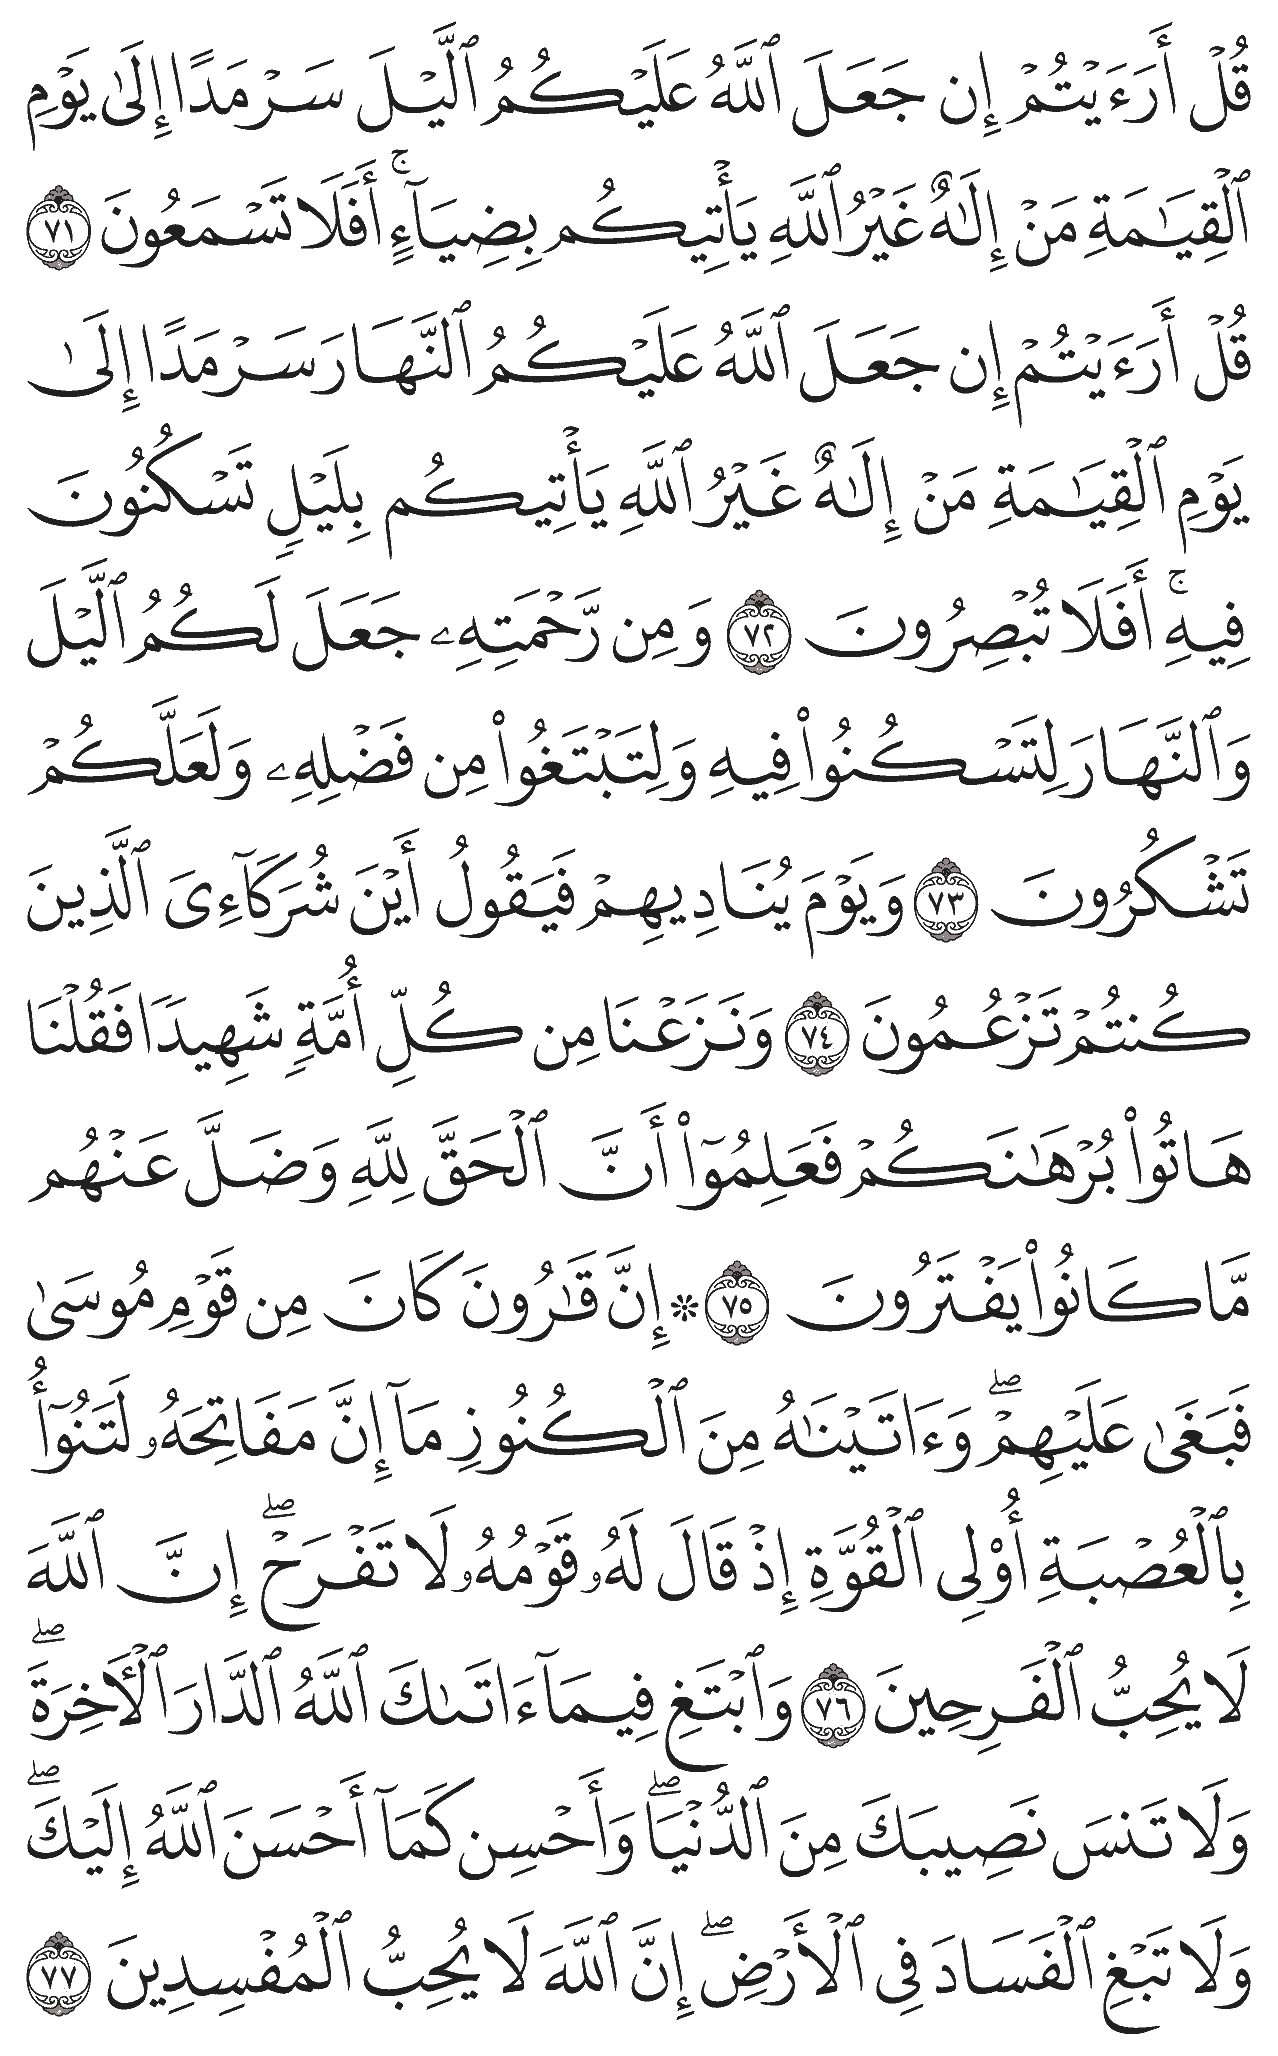 قُلۡ أَرَءَيۡتُمۡ إِن جَعَلَ ٱللَّهُ عَلَيۡكُمُ ٱلَّيۡلَ سَرۡمَدًا إِلَىٰ يَوۡمِ
ٱلۡقِيَٰمَةِ مَنۡ إِلَٰهٌ غَيۡرُ ٱللَّهِ يَأۡتِيكُم بِضِيَآءٍۚ أَفَلَا تَسۡمَعُونَ ٧١
قُلۡ أَرَءَيۡتُمۡ إِن جَعَلَ ٱللَّهُ عَلَيۡكُمُ ٱلنَّهَارَ سَرۡمَدًا إِلَىٰ
يَوۡمِ ٱلۡقِيَٰمَةِ مَنۡ إِلَٰهٌ غَيۡرُ ٱللَّهِ يَأۡتِيكُم بِلَيۡلٖ تَسۡكُنُونَ
فِيهِۚ أَفَلَا تُبۡصِرُونَ ٧٢ وَمِن رَّحۡمَتِهِۦ جَعَلَ لَكُمُ ٱلَّيۡلَ
وَٱلنَّهَارَ لِتَسۡكُنُواْ فِيهِ وَلِتَبۡتَغُواْ مِن فَضۡلِهِۦ وَلَعَلَّكُمۡ
تَشۡكُرُونَ ٧٣ وَيَوۡمَ يُنَادِيهِمۡ فَيَقُولُ أَيۡنَ شُرَكَآءِيَ ٱلَّذِينَ
كُنتُمۡ تَزۡعُمُونَ ٧٤ وَنَزَعۡنَا مِن كُلِّ أُمَّةٖ شَهِيدٗا فَقُلۡنَا
هَاتُواْ بُرۡهَٰنَكُمۡ فَعَلِمُوٓاْ أَنَّ ٱلۡحَقَّ لِلَّهِ وَضَلَّ عَنۡهُم
مَّا كَانُواْ يَفۡتَرُونَ ٧٥ ۞ إِنَّ قَٰرُونَ كَانَ مِن قَوۡمِ مُوسَىٰ
فَبَغَىٰ عَلَيۡهِمۡۖ وَءَاتَيۡنَٰهُ مِنَ ٱلۡكُنُوزِ مَآ إِنَّ مَفَاتِحَهُۥ لَتَنُوٓأُ
بِٱلۡعُصۡبَةِ أُوْلِي ٱلۡقُوَّةِ إِذۡ قَالَ لَهُۥ قَوۡمُهُۥ لَا تَفۡرَحۡۖ إِنَّ ٱللَّهَ
لَا يُحِبُّ ٱلۡفَرِحِينَ ٧٦ وَٱبۡتَغِ فِيمَآ ءَاتَىٰكَ ٱللَّهُ ٱلدَّارَ ٱلۡأٓخِرَةَۖ
وَلَا تَنسَ نَصِيبَكَ مِنَ ٱلدُّنۡيَاۖ وَأَحۡسِن كَمَآ أَحۡسَنَ ٱللَّهُ إِلَيۡكَۖ
وَلَا تَبۡغِ ٱلۡفَسَادَ فِي ٱلۡأَرۡضِۖ إِنَّ ٱللَّهَ لَا يُحِبُّ ٱلۡمُفۡسِدِينَ ٧٧